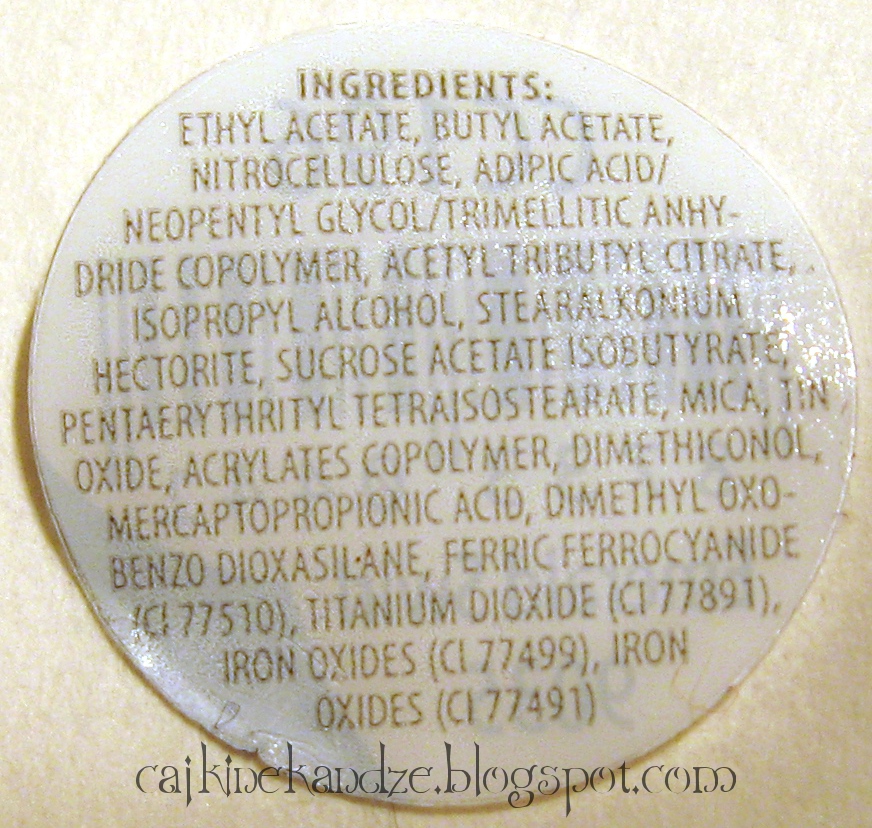 INGREDIENTS:
ETHYL ACETATE, BUTYL ACETATE,
NITROCELLULOSE, ADIPIC ACID/
NEOPENTYL GLYCOL/TRIMELLITIC ANHY-
DRIDE COPOLYMER, ACETYL TRIBUTYL CITRATE,
ISOPROPYL ALCOHOL, STEARALKONIUM
HECTORITE, SUCROSE ACETATE ISOBUTYRATE,
PENTAERYTHRITYL TETRAISOSTEARATE, MICA, TIN
OXIDE, ACRYLATES COPOLYMER, DIMETHICONOL,
MERCAPTOPROPIONIC ACID, DIMETHYL OXO-
BENZO DIOXASILANE, FERRIC FERROCYANIDE
(CI 77510), TITANIUM DIOXIDE (CI 77891),
IRON OXIDES (CI 77499), IRON
OXIDES (CI 77491)
cajkinekandze.blogspot.com